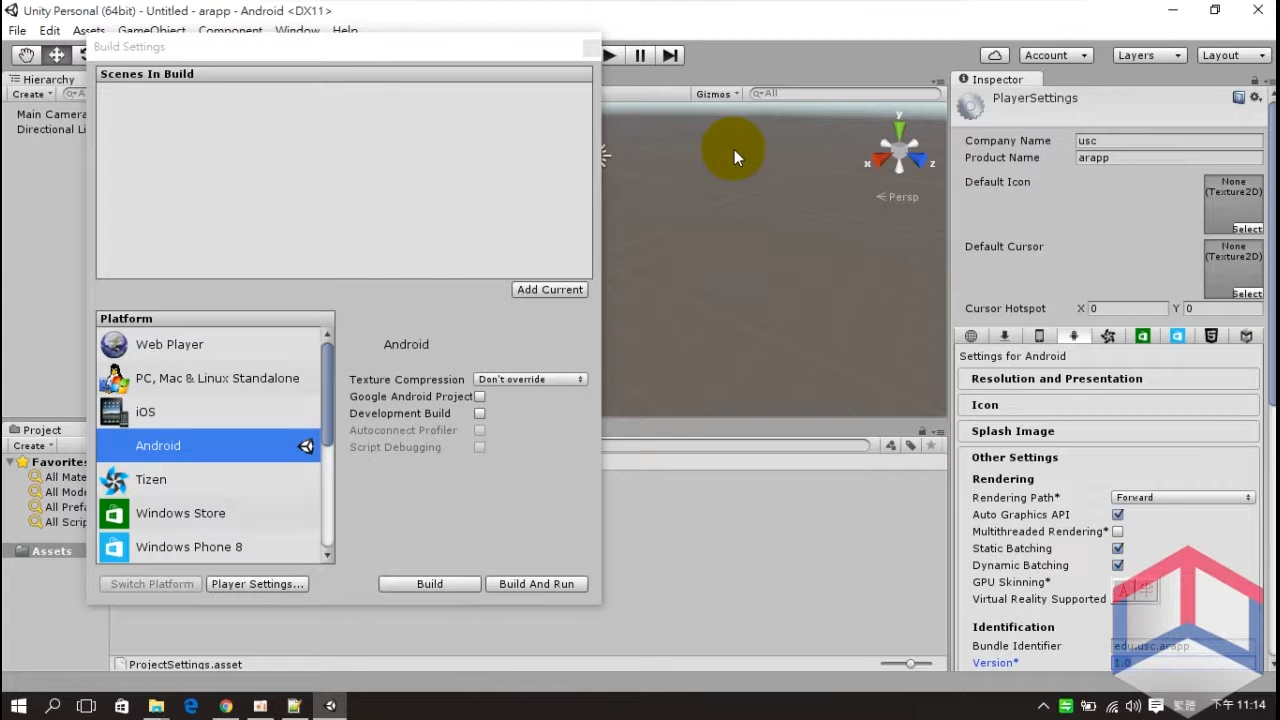 Unity Personal (64bit) - Untitled - arapp - Android <DX11>
File Edit Assets GameObject Component Window Help
Build Settings
Scenes In Build
Add Current
Platform
Web Player
PC, Mac & Linux Standalone
iOS
Android
Tizen
Windows Store
Windows Phone 8
Android
Texture Compression Don't override
Google Android Project
Development Build
Autoconnect Profiler
Script Debugging
Switch Platform Player Settings... Build Build And Run
Account Layers Layout
Hierarchy
Create
Main Camera
Directional Li
Gizmos All
y
x z
Persp
Project
Create
Favorites
All Mate
All Mode
All Prefa
All Scrip
Assets
ProjectSettings.asset
Inspector
PlayerSettings
Company Name usc
Product Name arapp
Default Icon
None
(Texture2D)
Select
Default Cursor
None
(Texture2D)
Select
Cursor Hotspot X 0 Y 0
Settings for Android
Resolution and Presentation
Icon
Splash Image
Other Settings
Rendering
Rendering Path* Forward
Auto Graphics API
Multithreaded Rendering*
Static Batching
Dynamic Batching
GPU Skinning*
Virtual Reality Supported
Identification
Bundle Identifier edu.usc.arapp
Version* 1.0
下午 11:14